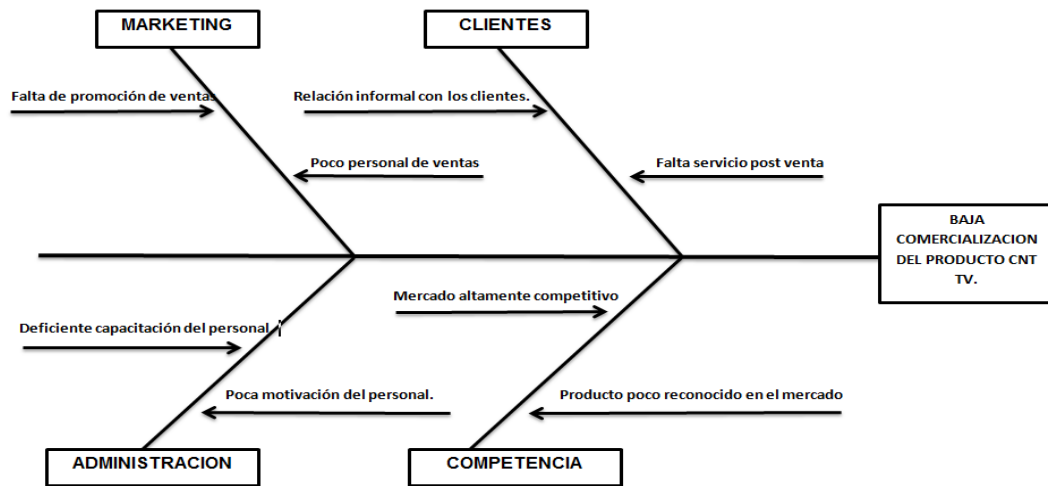 MARKETING
CLIENTES
Falta de promoción de ventas
Relación informal con los clientes.
Poco personal de ventas
Falta servicio post venta
BAJA
COMERCIALIZACION
DEL PRODUCTO CNT
TV.
Mercado altamente competitivo
Deficiente capacitación del personal
Poca motivación del personal.
Producto poco reconocido en el mercado
ADMINISTRACION
COMPETENCIA